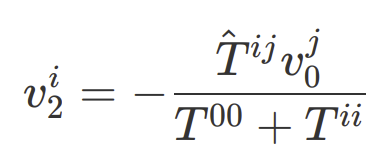 $v_2^i = -\frac{\hat{T}^{ij} v_0^j}{T^{00} + T^{ii}}$